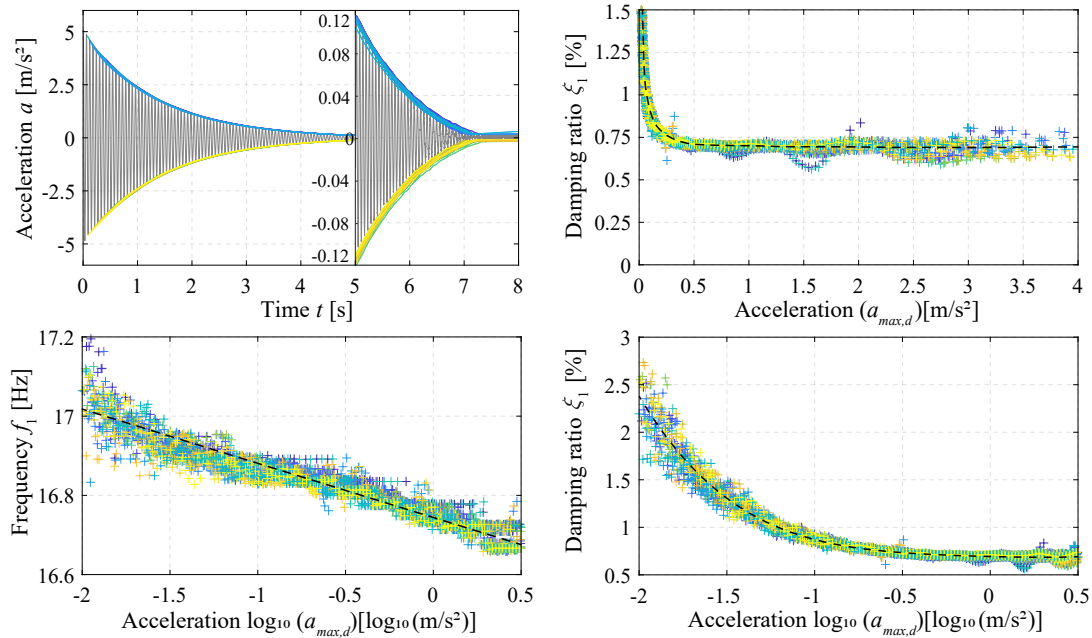 Acceleration a [m/s²]
5
2.5
0
-2.5
-5
0.12
0.08
0.04
0
-0.04
-0.08
-0.12
0 1 2 3 4 5 6 7 8
Time t [s]
Damping ratio ξ₁ [%]
1.5
1.25
1
0.75
0.5
0.25
0
0 0.5 1 1.5 2 2.5 3 3.5 4
Acceleration (aₘₐₓ,d)[m/s²]
Frequency f₁ [Hz]
17.2
17
16.8
16.6
-2 -1.5 -1 -0.5 0 0.5
Acceleration log₁₀ (aₘₐₓ,d)[log₁₀ (m/s²)]
Damping ratio ξ₁ [%]
3
2.5
2
1.5
1
0.5
-2 -1.5 -1 -0.5 0 0.5
Acceleration log₁₀ (aₘₐₓ,d)[log₁₀ (m/s²)]